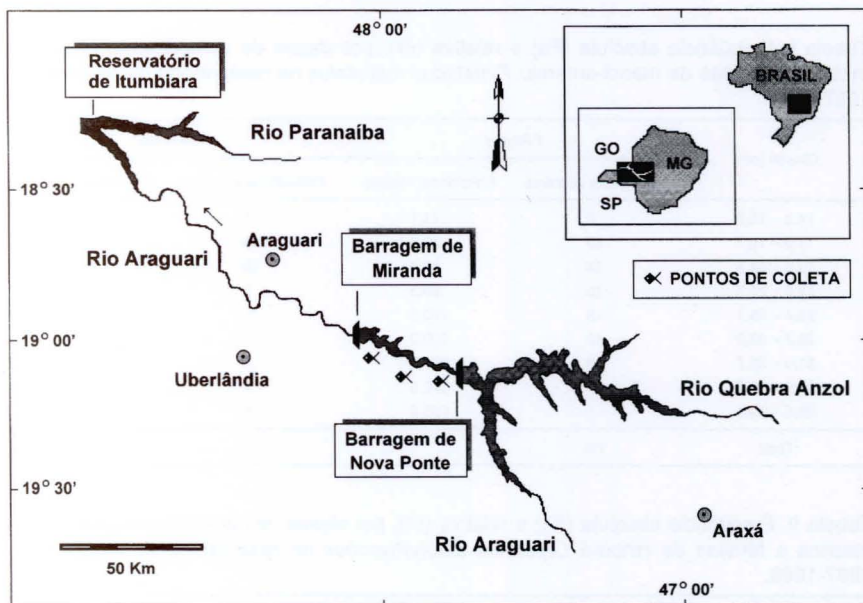 48°00'
Reservatório
de Itumbiara
BRASIL
Rio Paranaíba
GO
MG
SP
18°30'
Araguari
Rio Araguari
Barragem de
Miranda
PONTOS DE COLETA
19°00'
Uberlândia
Rio Quebra Anzol
Barragem de
Nova Ponte
19°30'
Araxá
Rio Araguari
50 Km
47°00'